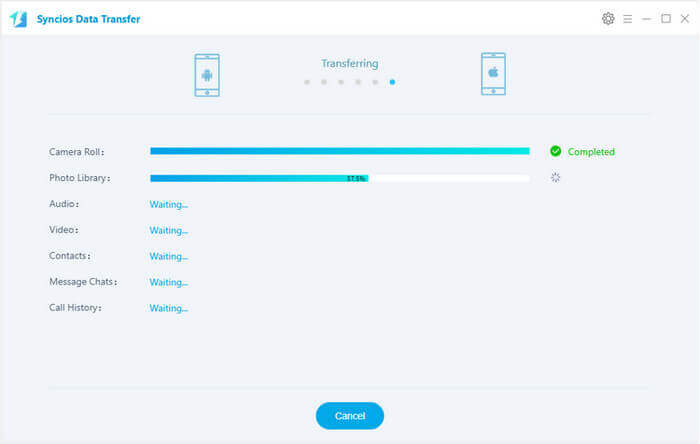 Syncios Data Transfer
Transferring
Camera Roll:
Completed
Photo Library:
57.5%
Audio:
Waiting...
Video:
Waiting...
Contacts:
Waiting...
Message Chats:
Waiting...
Call History:
Waiting...
Cancel